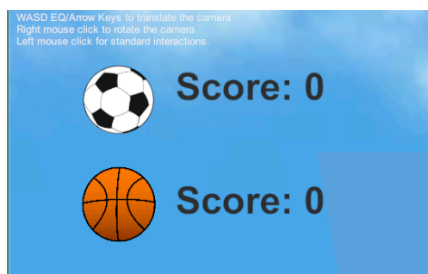 WASD EQ/Arrow Keys to translate the camera
Right mouse click to rotate the camera
Left mouse click for standard interactions.
Score: 0
Score: 0